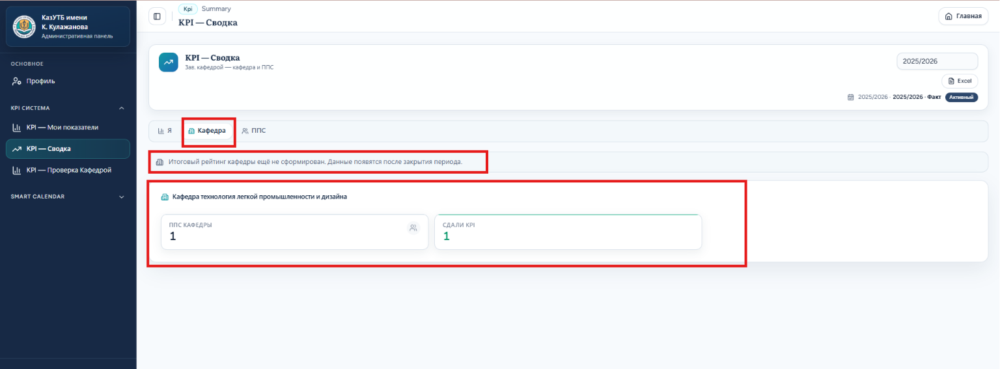 КазУТБ имени
К. Кулажанова
Административная панель
ОСНОВНОЕ
Профиль
KPI СИСТЕМА
KPI — Мои показатели
KPI — Сводка
KPI — Проверка Кафедрой
SMART CALENDAR
Kpi Summary
KPI — Сводка
Главная
KPI — Сводка
Зав. кафедрой — кафедра и ППС
2025/2026
Excel
2025/2026 · 2025/2026 · Факт Активный
Я Кафедра ППС
Итоговый рейтинг кафедры ещё не сформирован. Данные появятся после закрытия периода.
Кафедра технология легкой промышленности и дизайна
ППС КАФЕДРЫ
1
СДАЛИ KPI
1